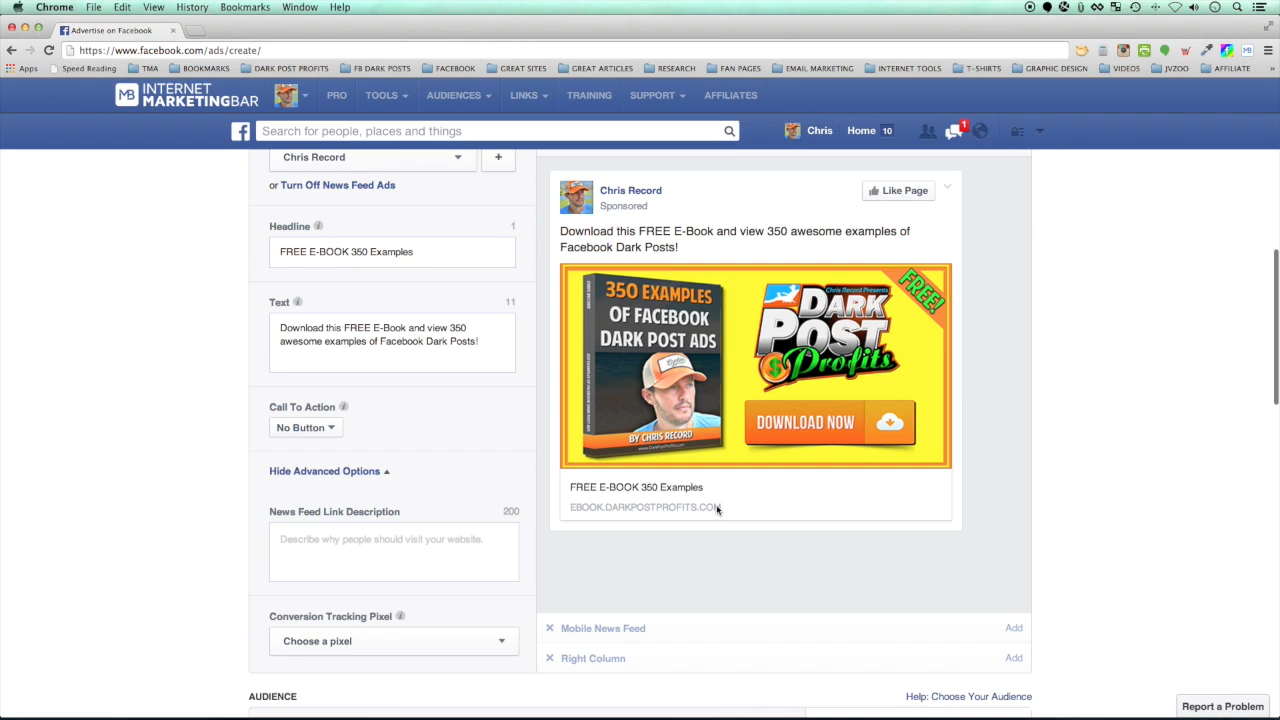 Chrome File Edit View History Bookmarks Window Help
Advertise on Facebook
https://www.facebook.com/ads/create/
Apps Speed Reading TMA BOOKMARKS DARK POST PROFITS FB DARK POSTS FACEBOOK GREAT SITES GREAT ARTICLES RESEARCH FAN PAGES EMAIL MARKETING INTERNET TOOLS T-SHIRTS GRAPHIC DESIGN VIDEOS JVZOO AFFILIATE »
MB INTERNET MARKETINGBAR PRO TOOLS AUDIENCES LINKS TRAINING SUPPORT AFFILIATES
Search for people, places and things Chris Home 10 1
Chris Record +
or Turn Off News Feed Ads
Headline 1
FREE E-BOOK 350 Examples
Text 11
Download this FREE E-Book and view 350
awesome examples of Facebook Dark Posts!
Call To Action
No Button
Hide Advanced Options
News Feed Link Description 200
Describe why people should visit your website.
Conversion Tracking Pixel
Choose a pixel
Chris Record
Sponsored
Like Page
Download this FREE E-Book and view 350 awesome examples of
Facebook Dark Posts!
350 EXAMPLES
OF FACEBOOK
DARK POST ADS
BY CHRIS RECORD
www.DarkPostProfits.com
Chris Record Presents
DARK
POST
Profits
FREE!
DOWNLOAD NOW
FREE E-BOOK 350 Examples
EBOOK.DARKPOSTPROFITS.COM
Mobile News Feed Add
Right Column Add
AUDIENCE
Help: Choose Your Audience
Report a Problem